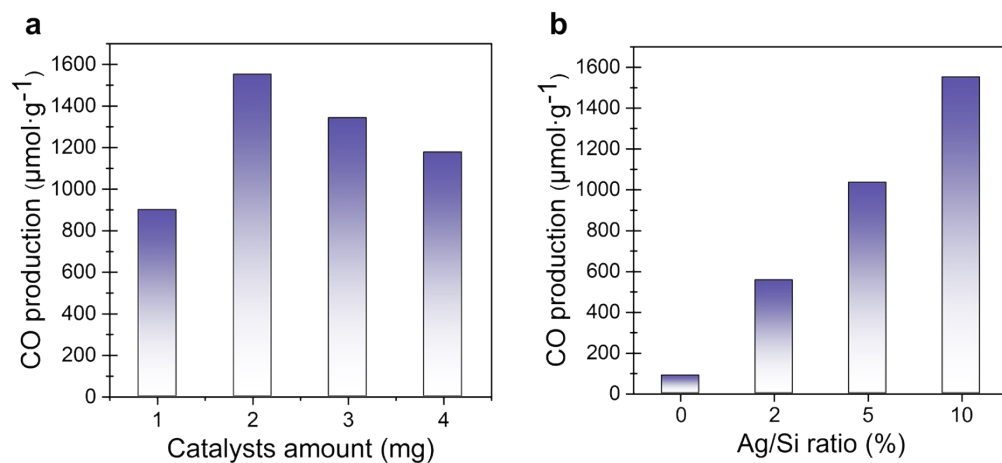 a
CO production (µmol·g⁻¹)
1600
1400
1200
1000
800
600
400
200
0
1 2 3 4
Catalysts amount (mg)
b
CO production (µmol·g⁻¹)
1600
1400
1200
1000
800
600
400
200
0
0 2 5 10
Ag/Si ratio (%)